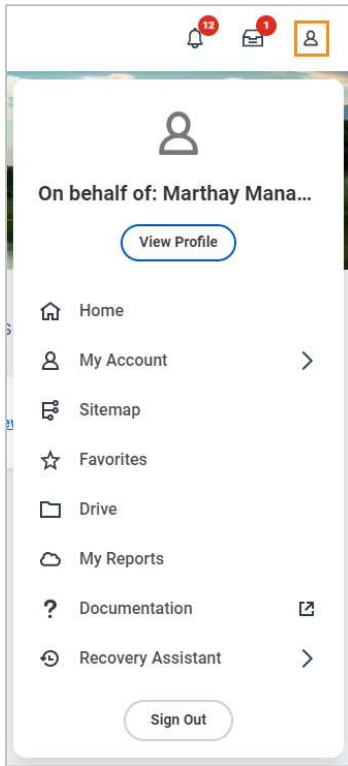 12
1
On behalf of: Marthay Mana...
View Profile
Home
My Account
Sitemap
Favorites
Drive
My Reports
? Documentation
Recovery Assistant
Sign Out